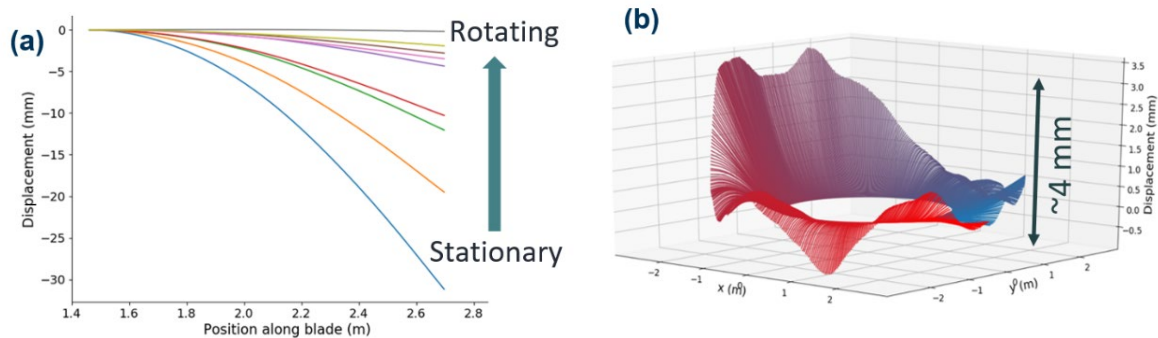 (a)
Displacement (mm)
0
−5
−10
−15
−20
−25
−30
Rotating
Stationary
1.4 1.6 1.8 2.0 2.2 2.4 2.6 2.8
Position along blade (m)
(b)
3.5
3.0
2.5
2.0
1.5
1.0
0.5
0.0
−0.5
Displacement (mm)
~4 mm
−2 −1 0 1 2
x (m)
−2 −1 0 1 2
y (m)